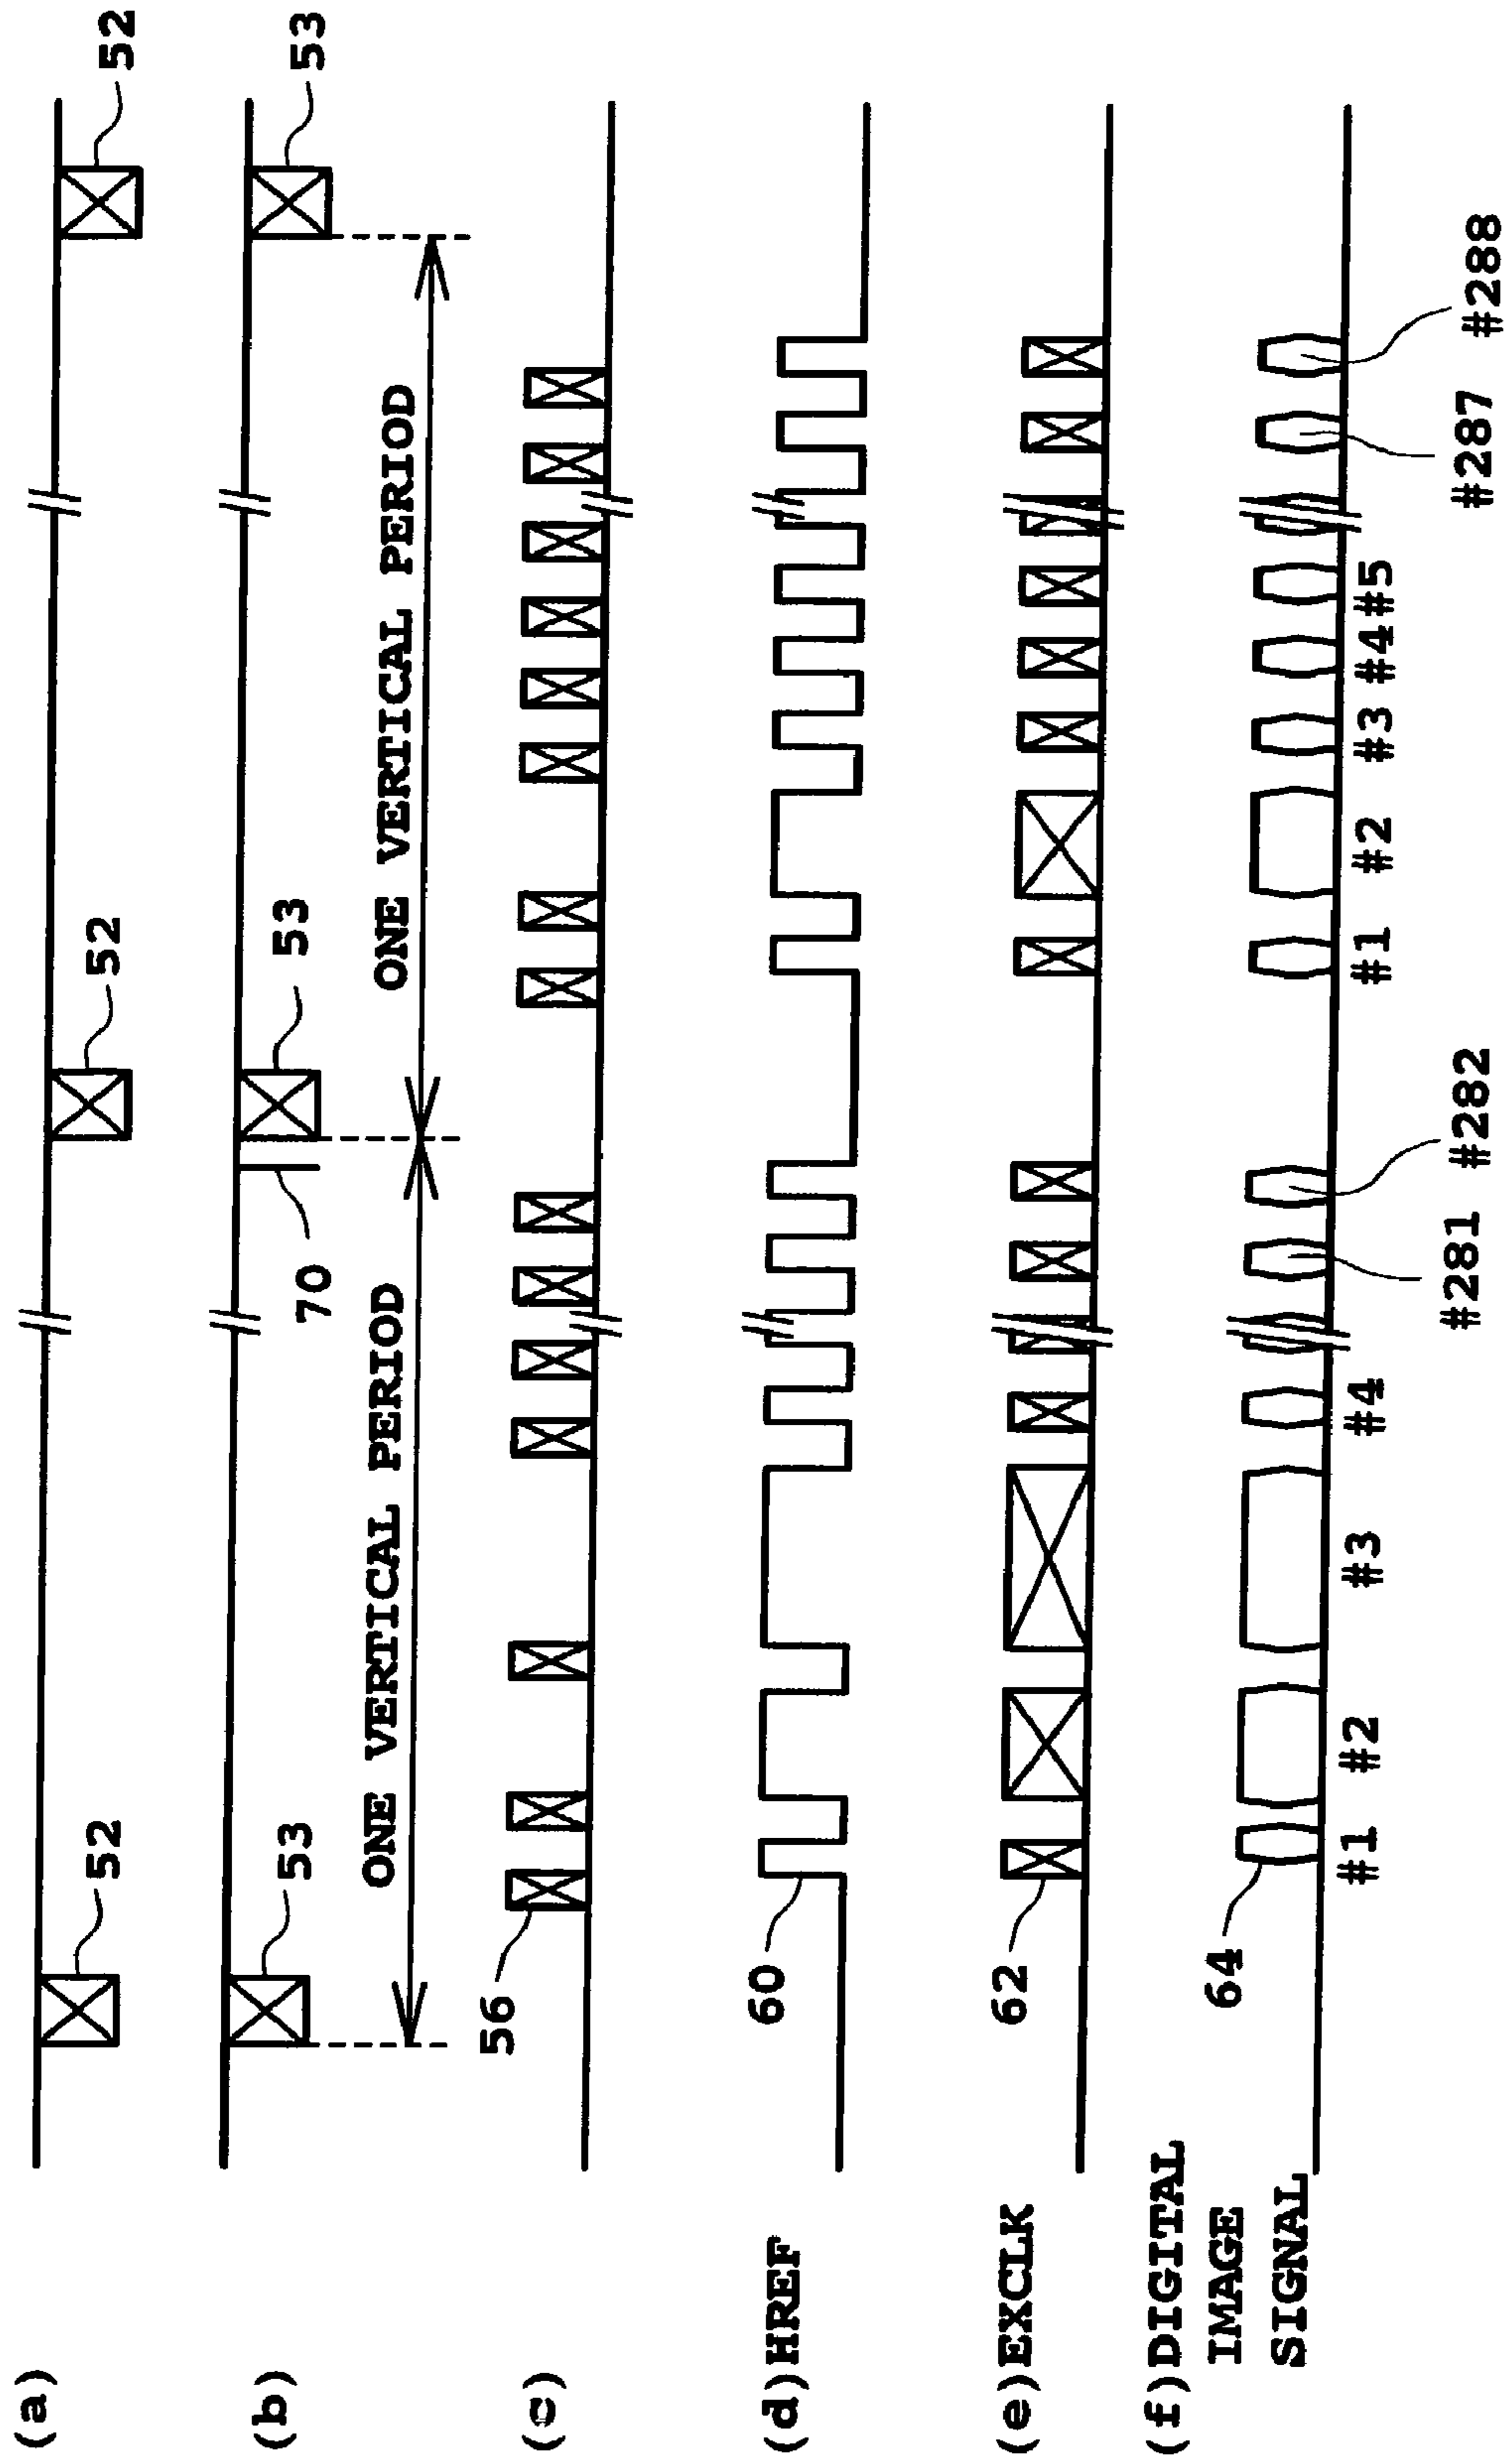 (a)
52
52
52
(b)
53
70
53
53
ONE VERTICAL PERIOD
ONE VERTICAL PERIOD
(c)
56
(d)HREF
60
(e)EXCLK
62
(f)DIGITAL
IMAGE
SIGNAL
64
#1
#2
#3
#4
#281
#282
#1
#2
#3
#4
#5
#287
#288